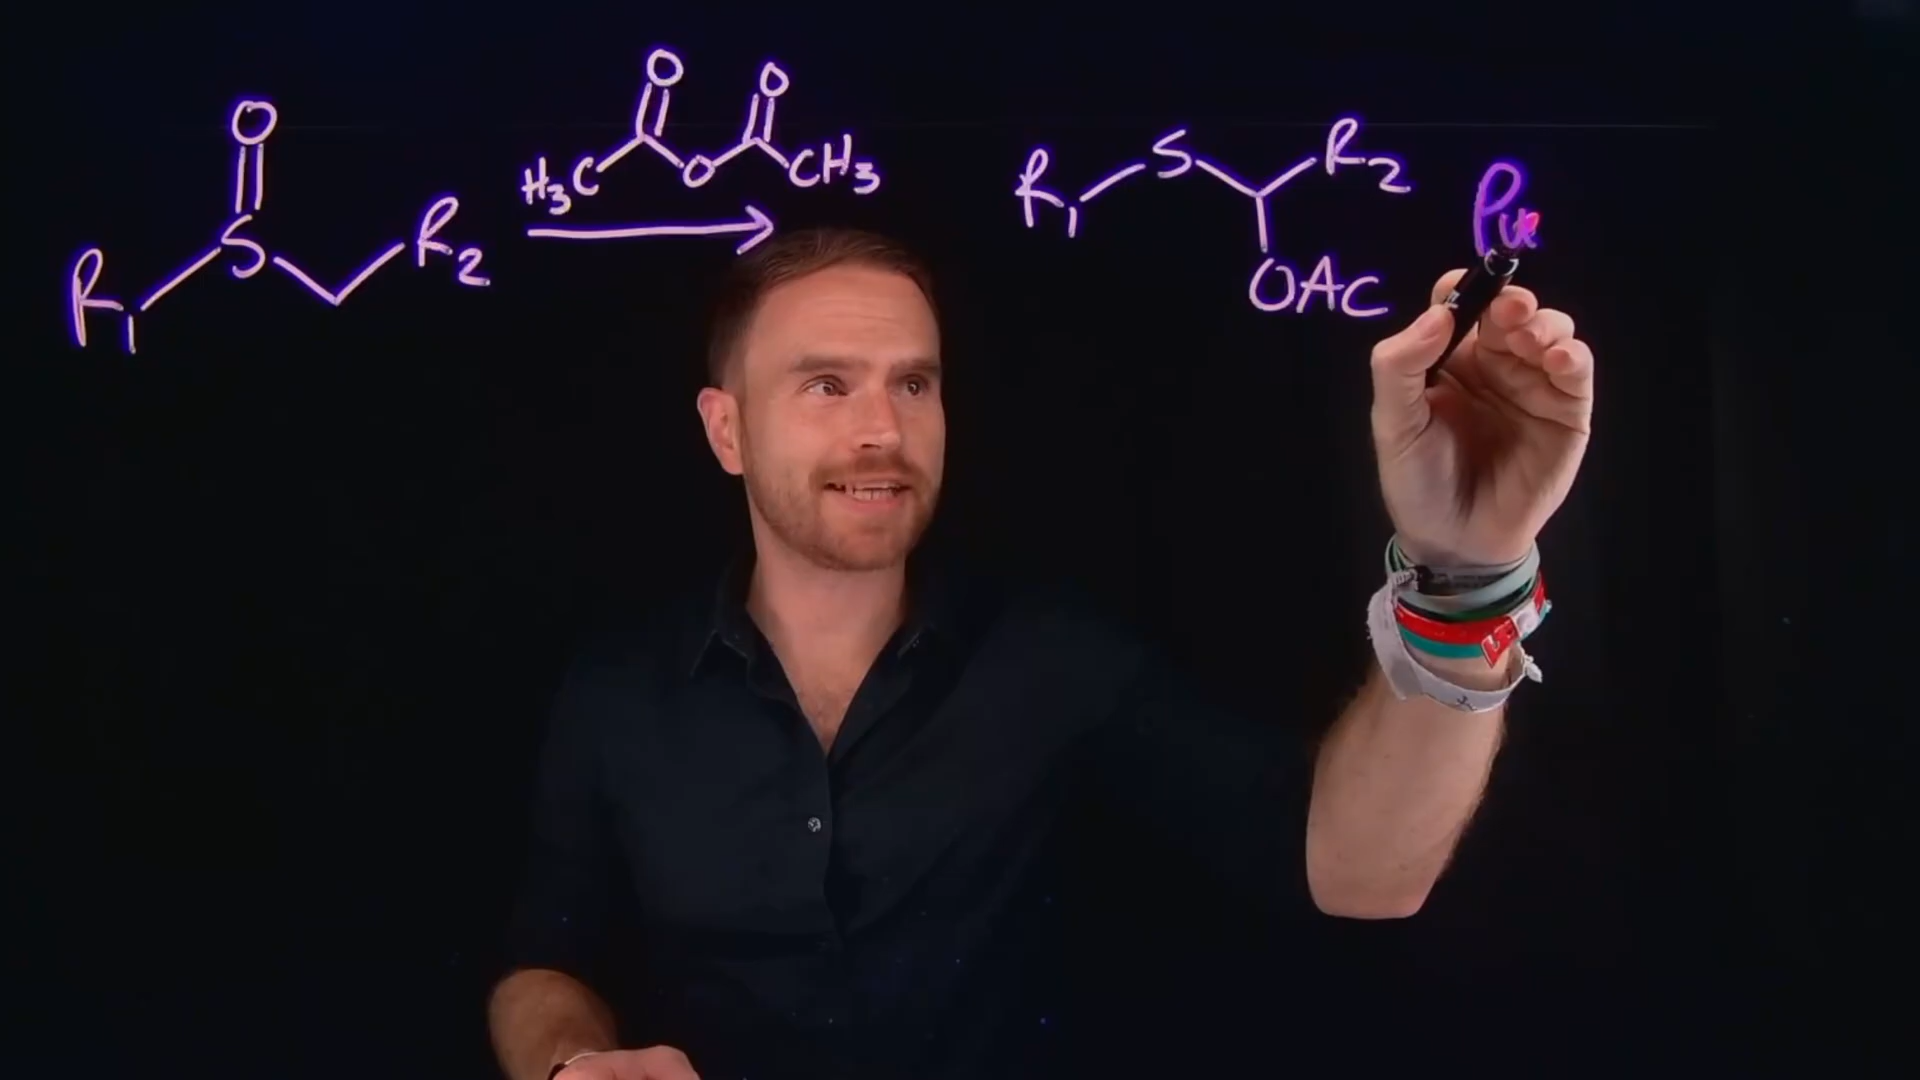 O
R1 S R2
O O
H3C O CH3
R1 S R2
OAc
Pu